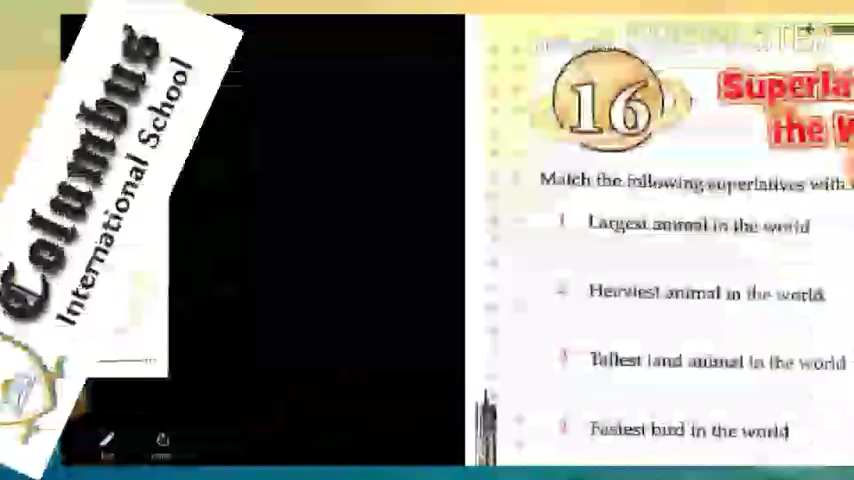 Columbus
International School
16
Superla
the W
Match the following superlatives with
1 Largest animal in the world
2 Heaviest animal in the world
3 Tallest land animal in the world
4 Fastest bird in the world